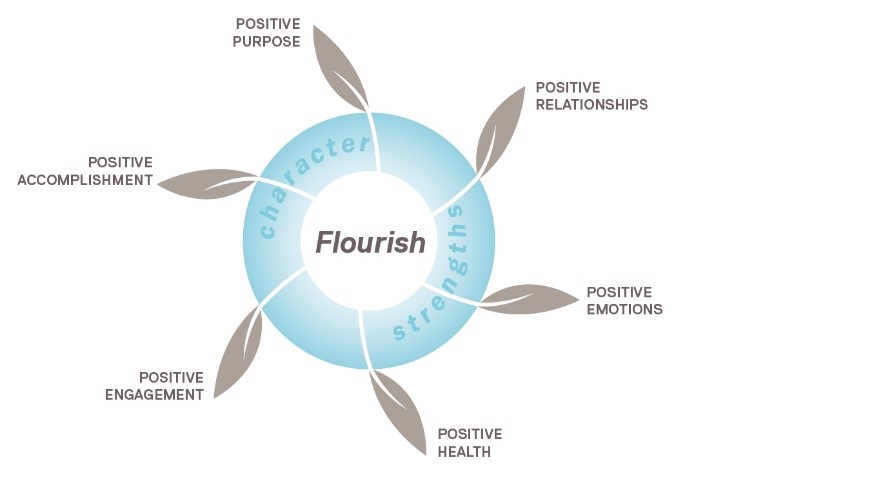 POSITIVE
PURPOSE
POSITIVE
RELATIONSHIPS
POSITIVE
ACCOMPLISHMENT
character
Flourish
strengths
POSITIVE
EMOTIONS
POSITIVE
ENGAGEMENT
POSITIVE
HEALTH